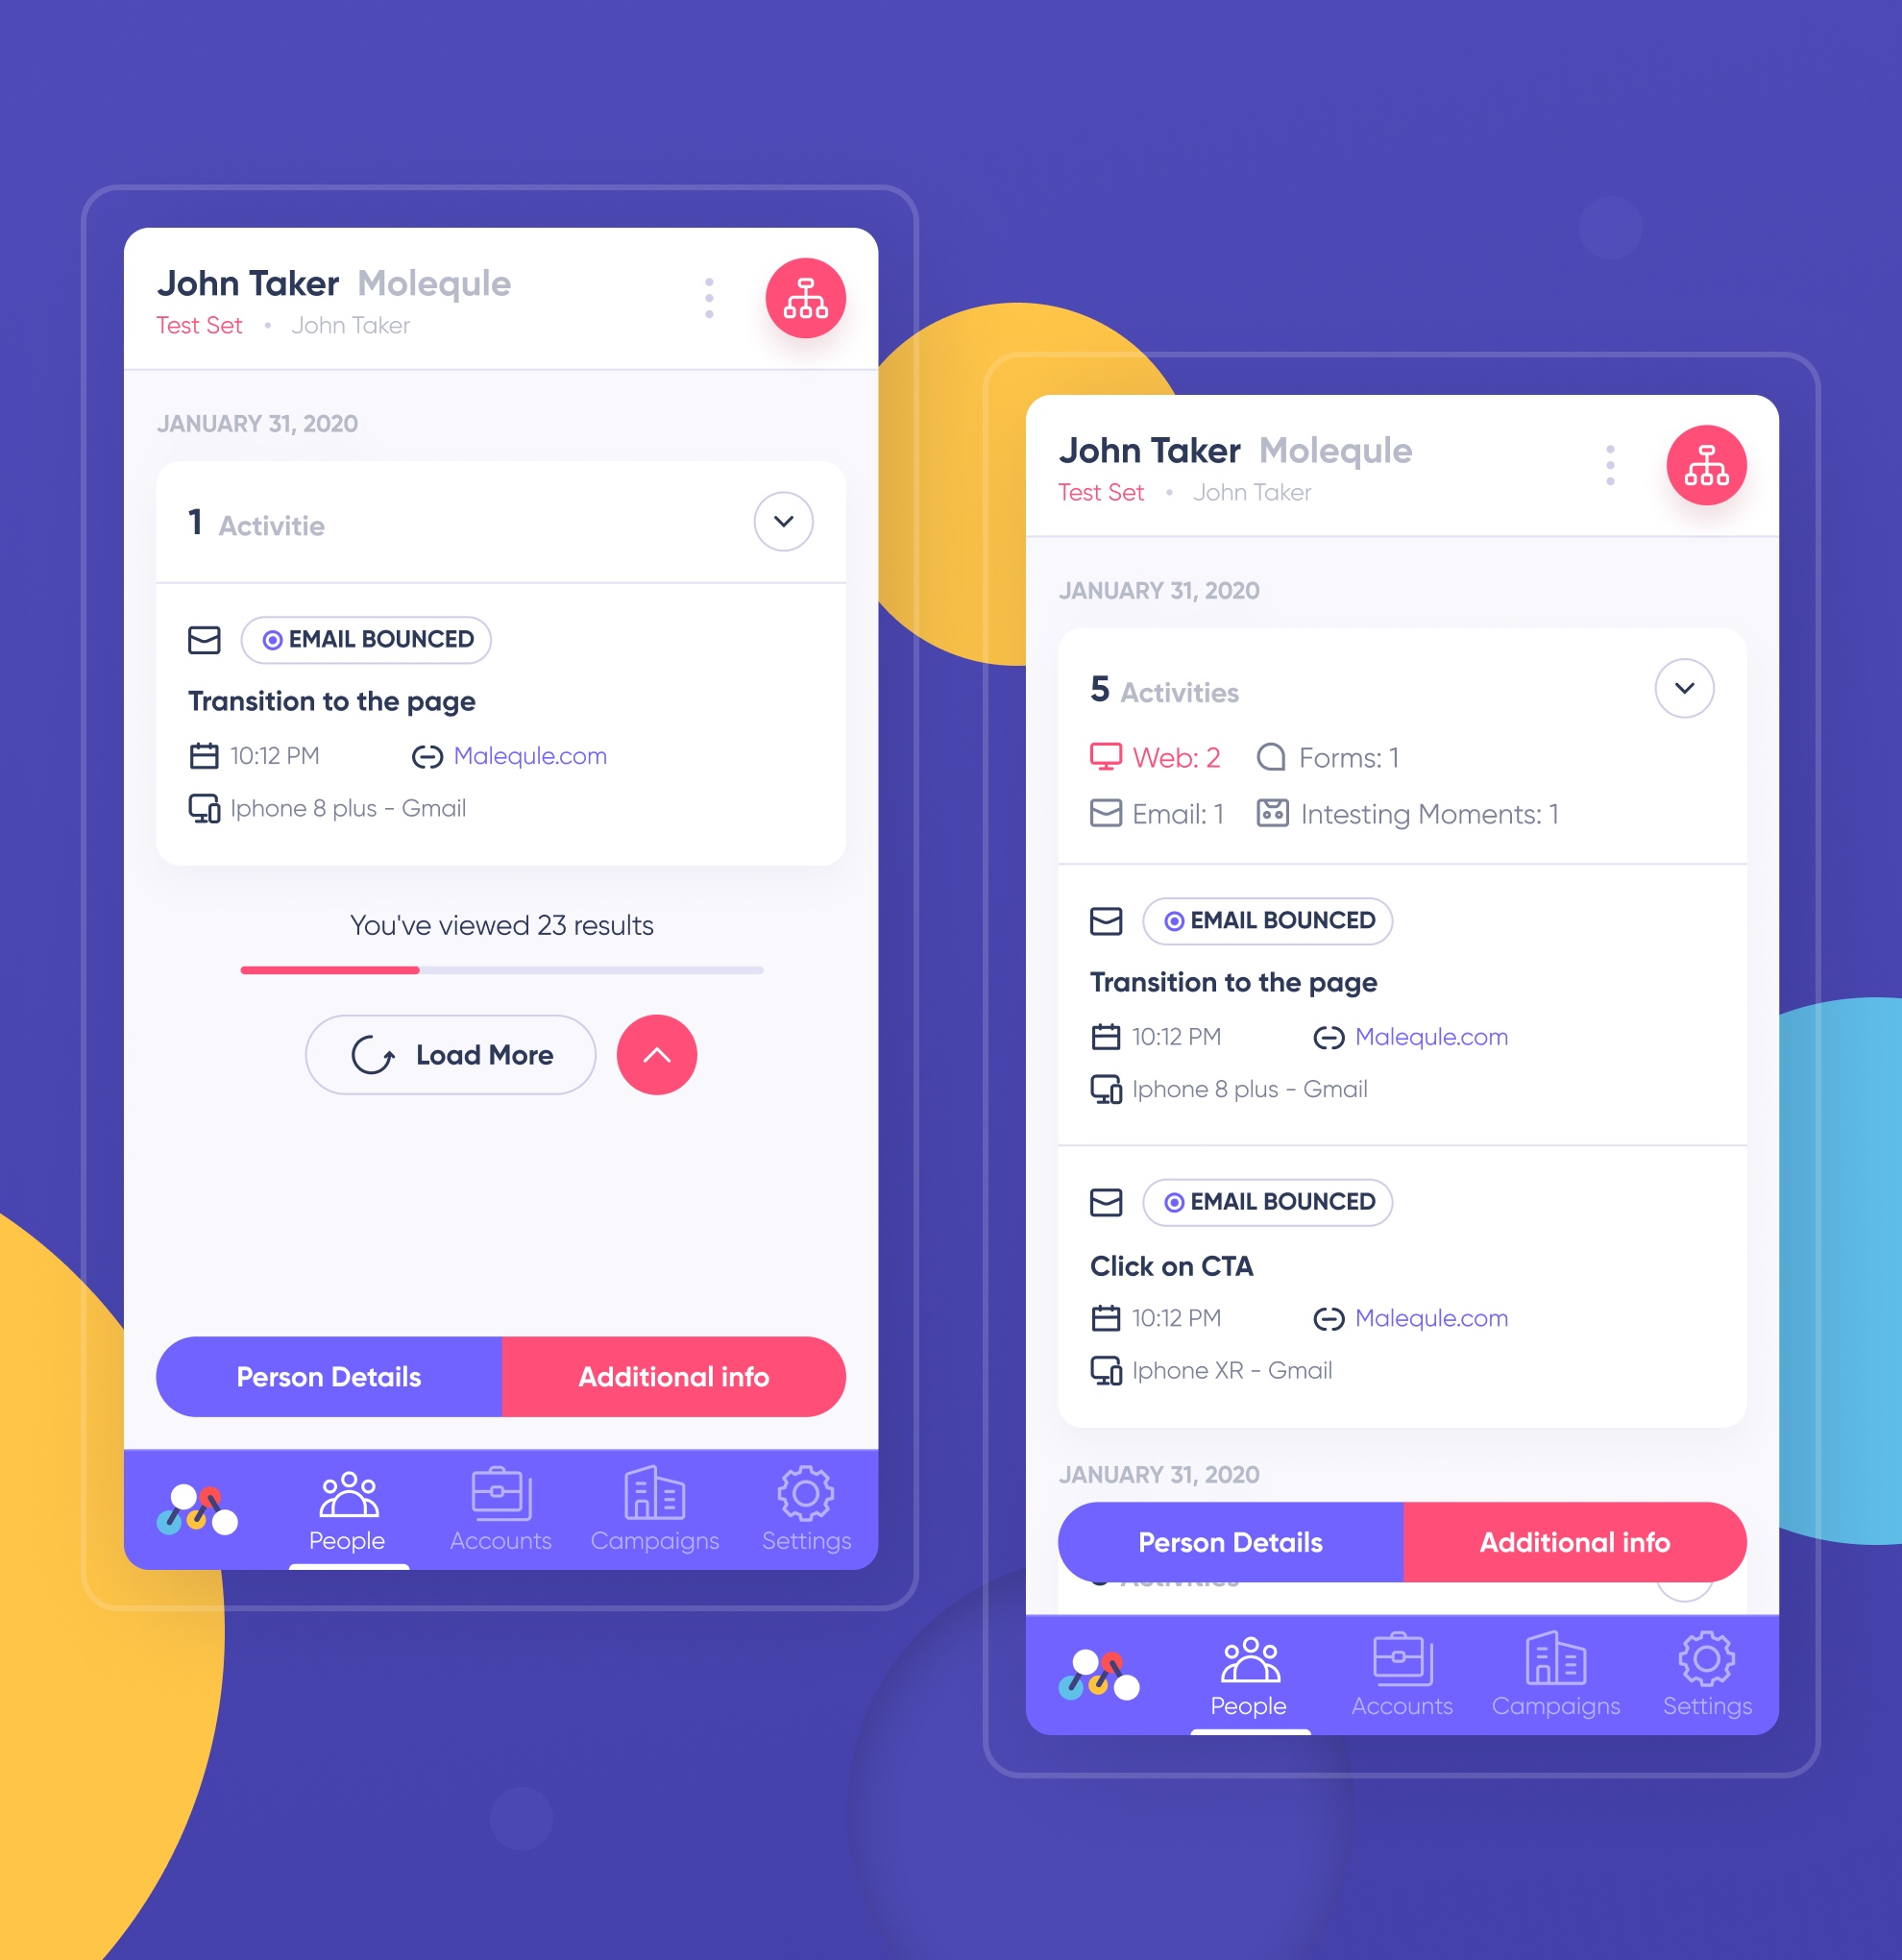 John Taker Molequle
Test Set • John Taker
JANUARY 31, 2020
1 Activitie
EMAIL BOUNCED
Transition to the page
10:12 PM Malequle.com
Iphone 8 plus - Gmail
You've viewed 23 results
Load More
Person Details Additional info
People Accounts Campaigns Settings
John Taker Molequle
Test Set • John Taker
JANUARY 31, 2020
5 Activities
Web: 2 Forms: 1
Email: 1 Intesting Moments: 1
EMAIL BOUNCED
Transition to the page
10:12 PM Malequle.com
Iphone 8 plus - Gmail
EMAIL BOUNCED
Click on CTA
10:12 PM Malequle.com
Iphone XR - Gmail
JANUARY 31, 2020
Person Details Additional info
People Accounts Campaigns Settings